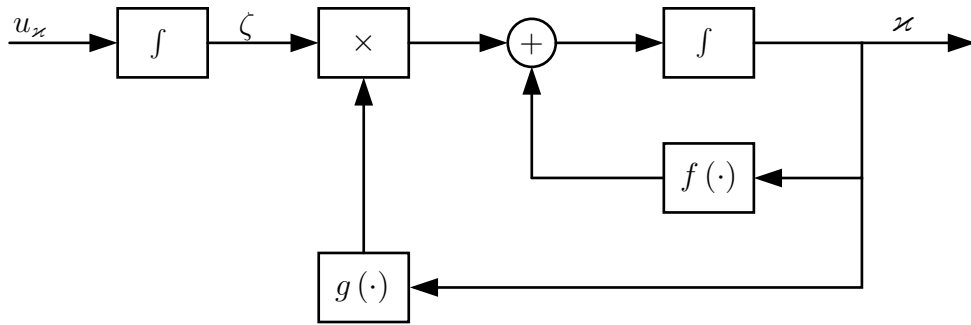 u_ϰ ∫ ζ × + ∫ ϰ
f (·)
g (·)